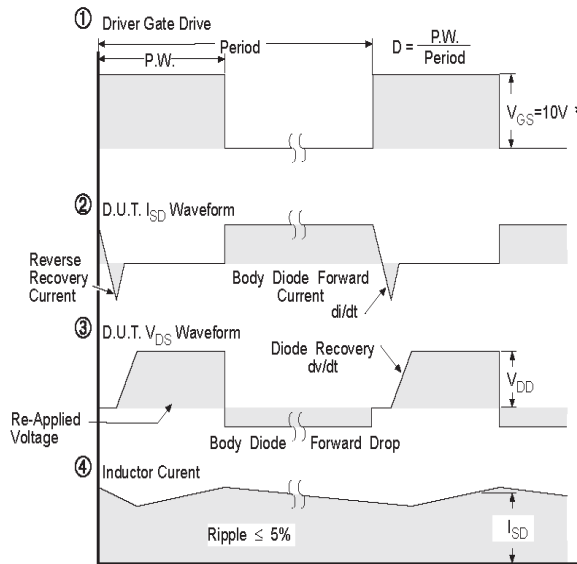 ① Driver Gate Drive
Period
P.W.
D = P.W. / Period
V_GS=10V *
② D.U.T. I_SD Waveform
Reverse
Recovery
Current
Body Diode Forward
Current
di/dt
③ D.U.T. V_DS Waveform
Diode Recovery
dv/dt
V_DD
Re-Applied
Voltage
Body Diode Forward Drop
④ Inductor Curent
Ripple ≤ 5%
I_SD